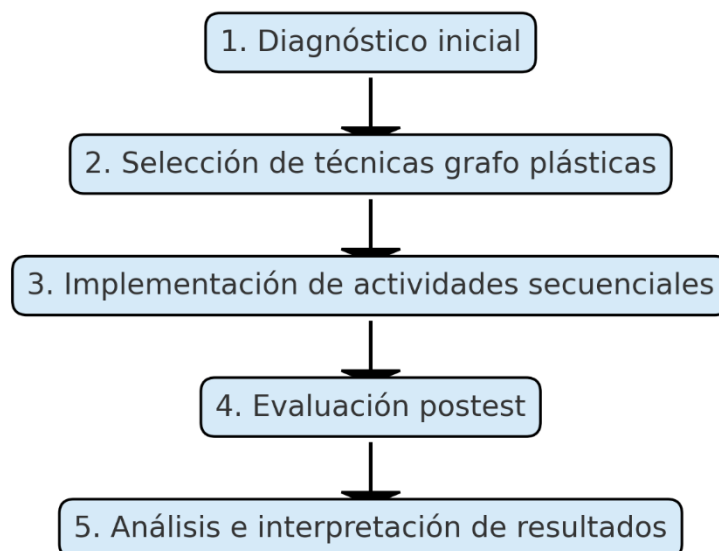 1. Diagnóstico inicial
2. Selección de técnicas grafo plásticas
3. Implementación de actividades secuenciales
4. Evaluación postest
5. Análisis e interpretación de resultados